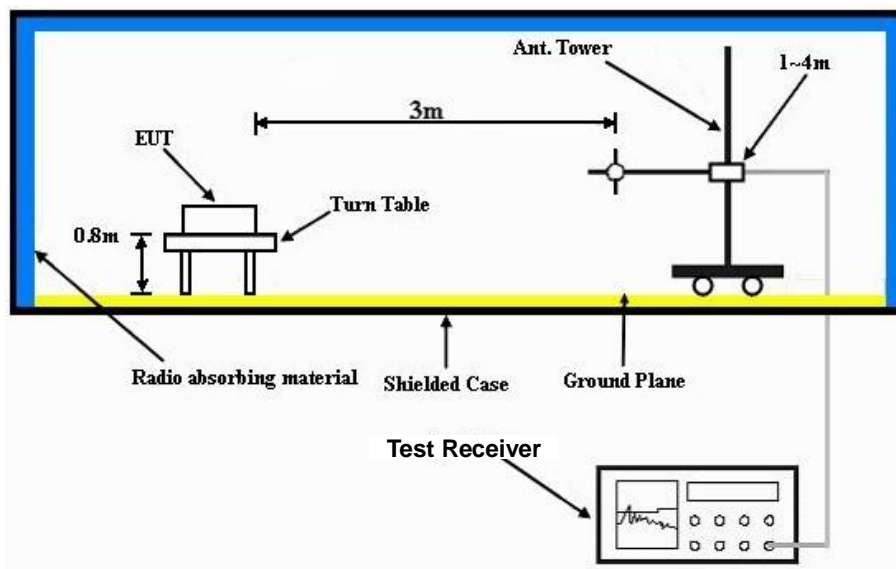 Ant. Tower
1~4m
3m
EUT
Turn Table
0.8m
Radio absorbing material
Shielded Case
Ground Plane
Test Receiver